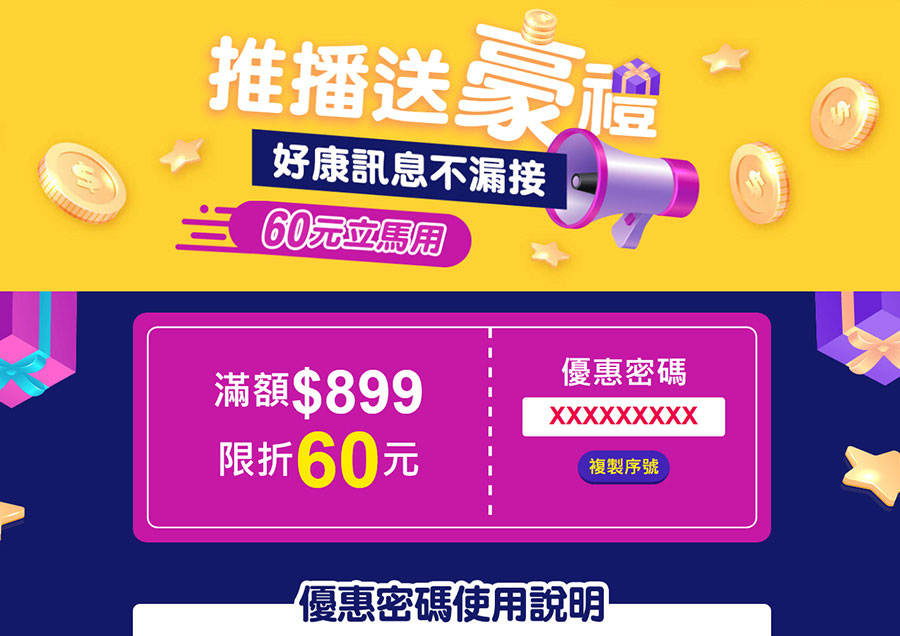 推播送豪禮
好康訊息不漏接
60元立馬用
滿額$899
限折60元
優惠密碼
XXXXXXXXX
複製序號
優惠密碼使用說明